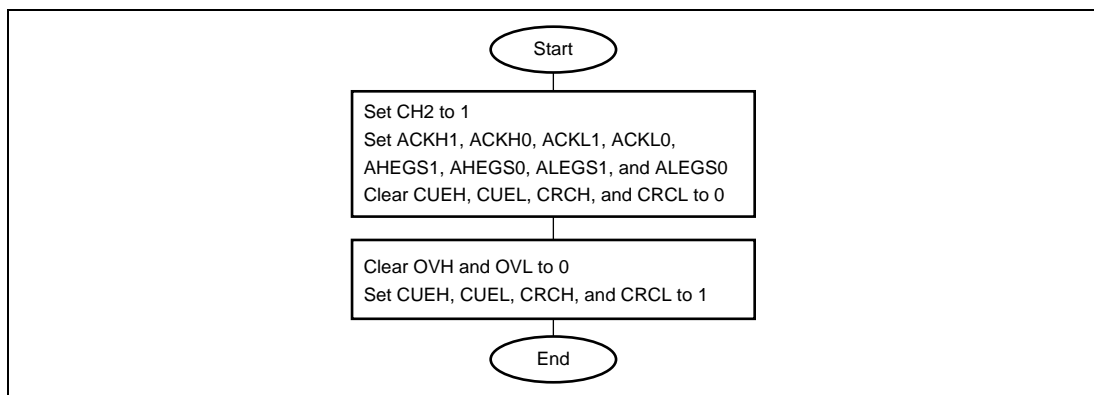 Start
Set CH2 to 1
Set ACKH1, ACKH0, ACKL1, ACKL0,
AHEGS1, AHEGS0, ALEGS1, and ALEGS0
Clear CUEH, CUEL, CRCH, and CRCL to 0
Clear OVH and OVL to 0
Set CUEH, CUEL, CRCH, and CRCL to 1
End